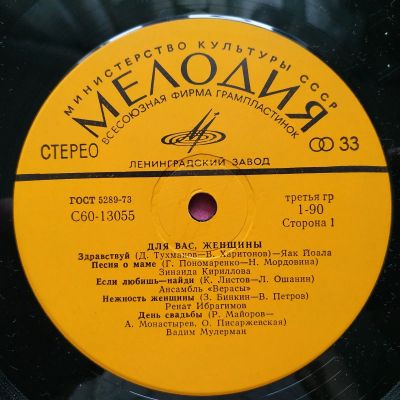 МИНИСТЕРСТВО КУЛЬТУРЫ СССР
МЕЛОДИЯ
ВСЕСОЮЗНАЯ ФИРМА ГРАМПЛАСТИНОК
СТЕРЕО
33
ЛЕНИНГРАДСКИЙ ЗАВОД
ГОСТ 5289-73
С60-13055
третья гр
1-90
Сторона 1
ДЛЯ ВАС, ЖЕНЩИНЫ
Здравствуй (Д. Тухманов—В. Харитонов)—Яак Йоала
Песня о маме (Г. Пономаренко—Н. Мордовина)
Зинаида Кириллова
Если любишь—найди (К. Листов—Л. Ошанин)
Ансамбль «Верасы»
Нежность женщины (З. Бинкин—В. Петров)
Ренат Ибрагимов
День свадьбы (Р. Майоров—
А. Монастырев, О. Писаржевская)
Вадим Мулерман